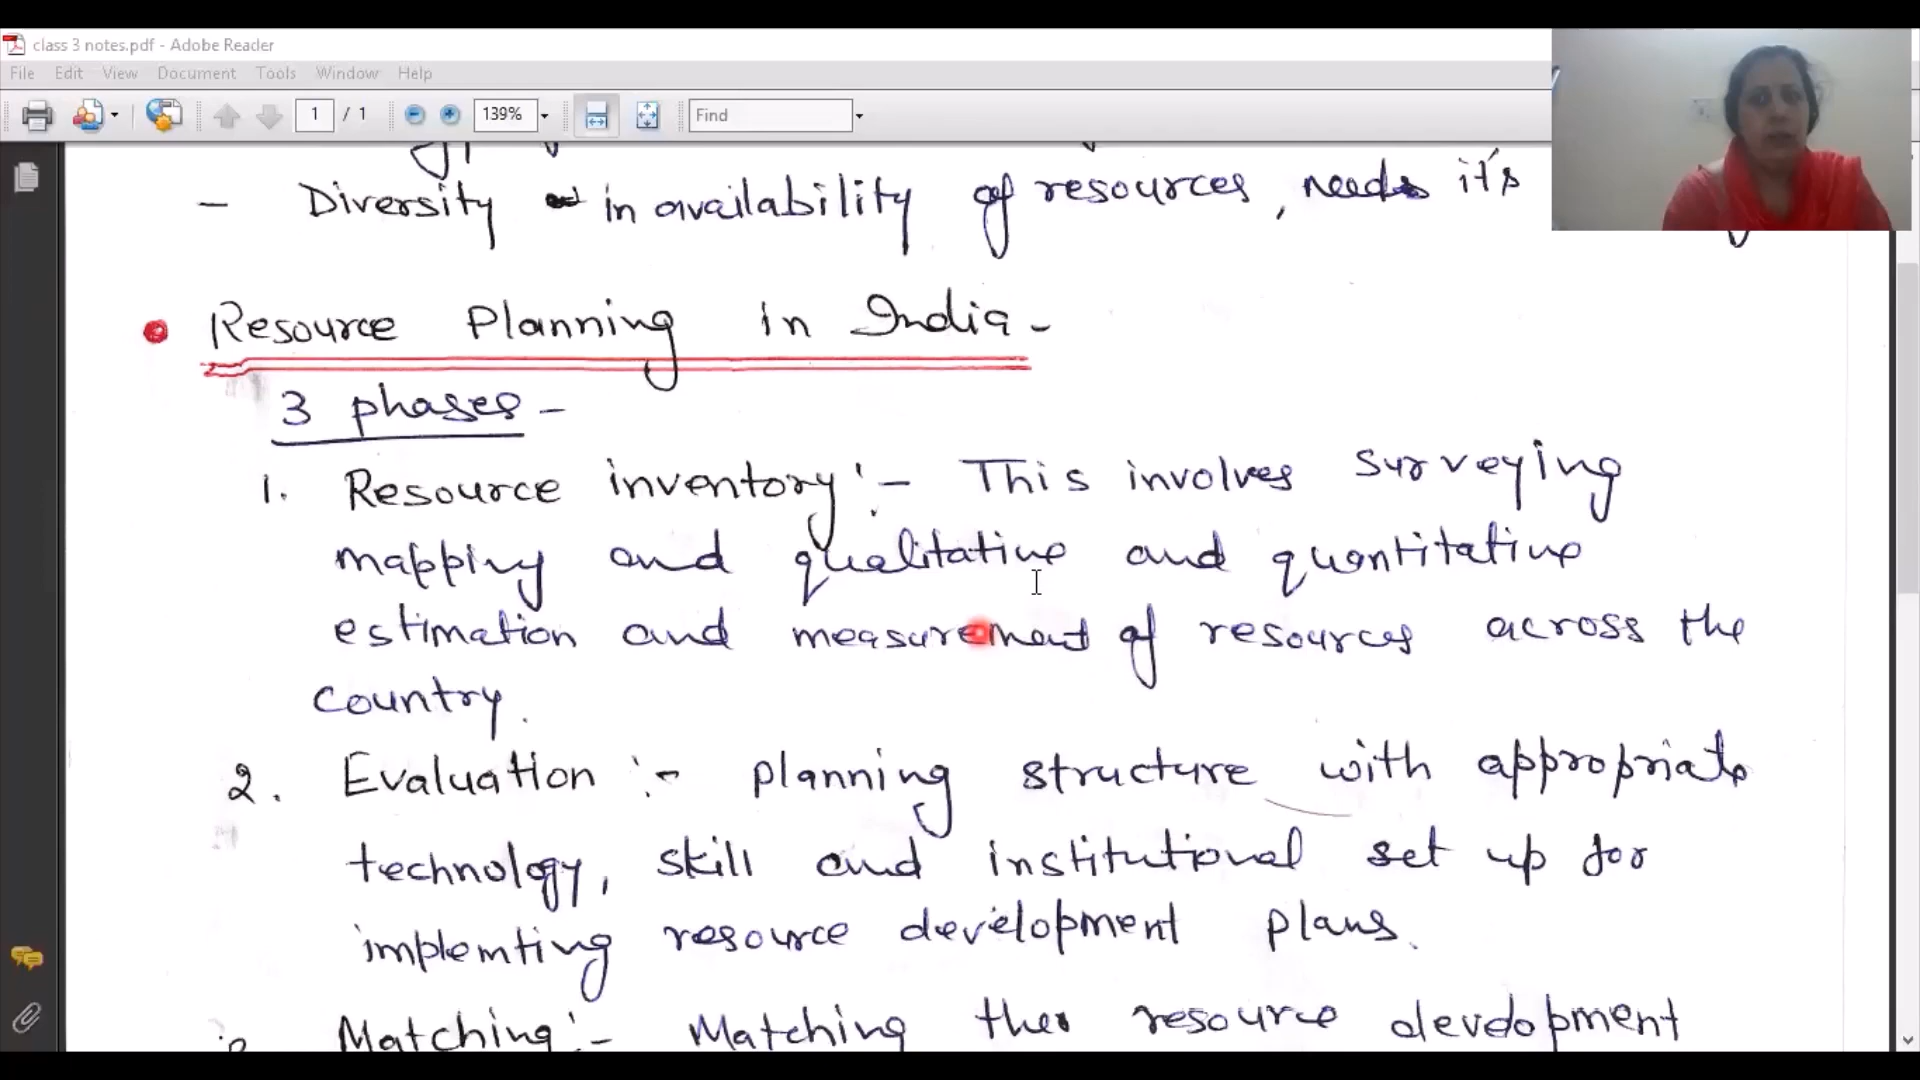 class 3 notes.pdf - Adobe Reader
File Edit View Document Tools Window Help
1 / 1 139% Find
- Diversity in availability of resources, needs it's
Resource Planning in India -
3 phases -
1. Resource inventory :- This involves surveying
mapping and qualitative and quantitative
estimation and measurement of resources across the
country.
2. Evaluation :- planning structure with appropriate
technology, skill and institutional set up for
implemting resource development plans.
Matching :- Matching the resource development